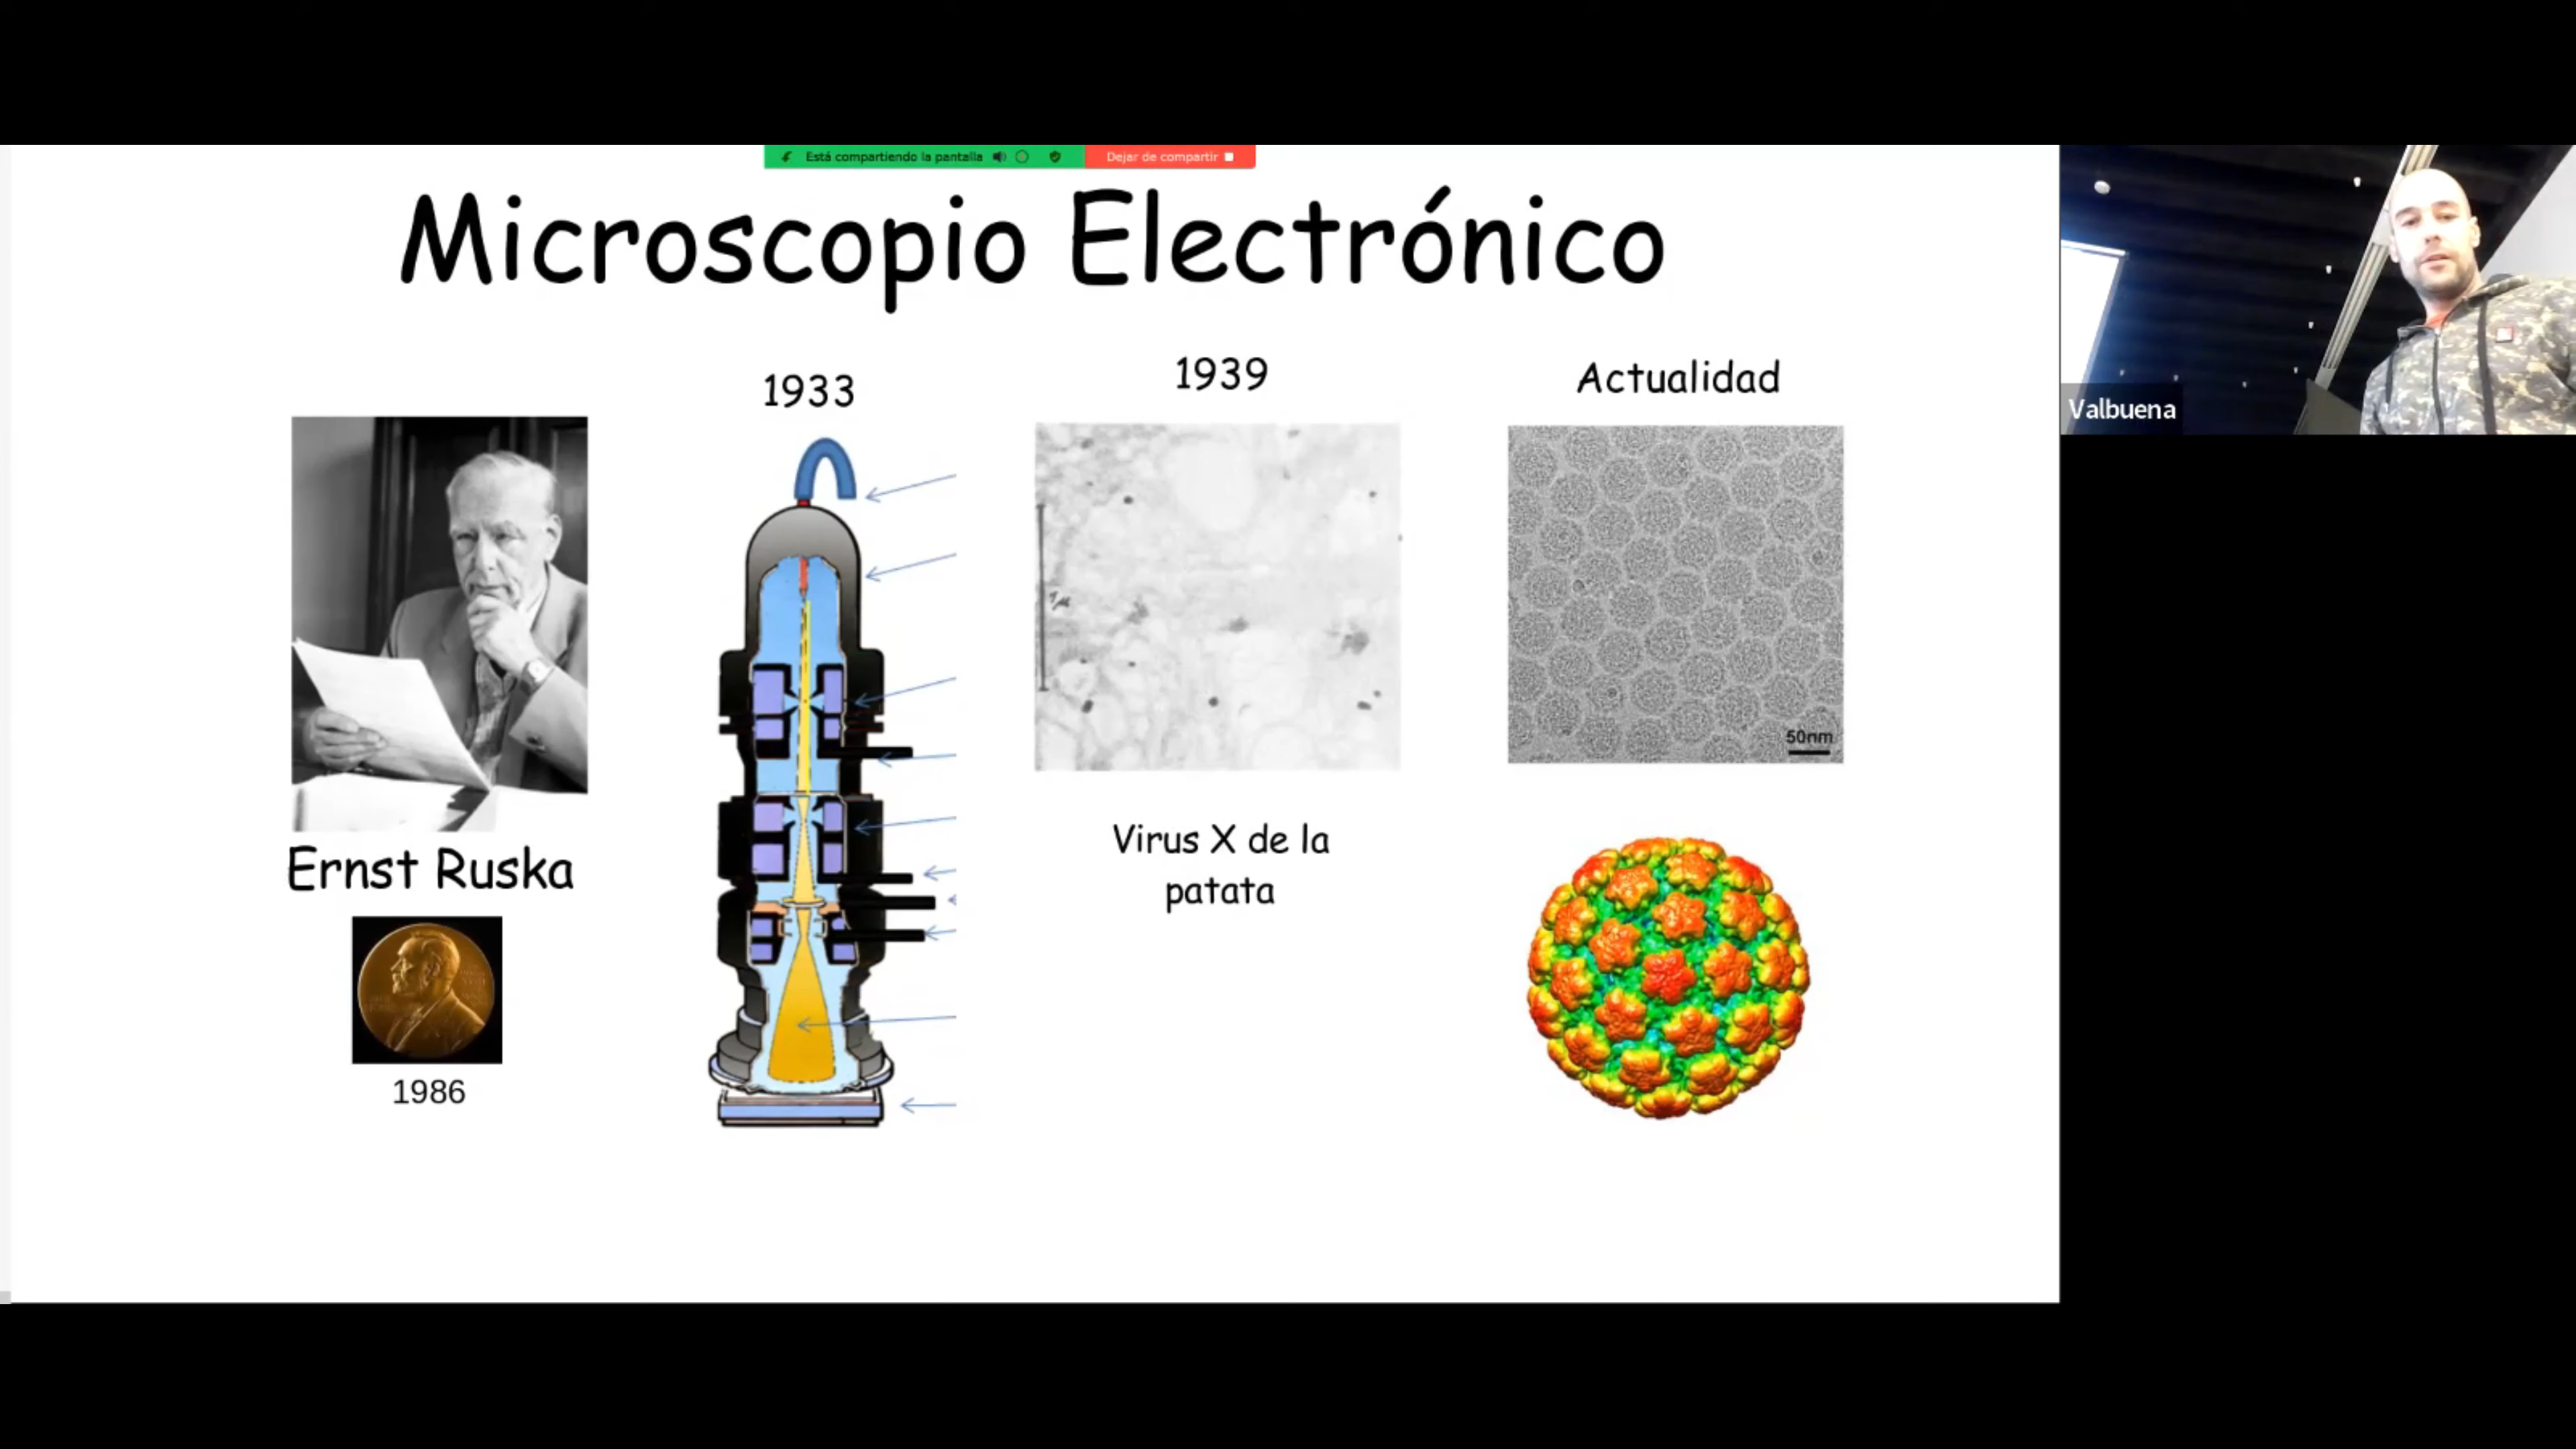 Está compartiendo la pantalla
Dejar de compartir
Microscopio Electrónico
1933
1939
Actualidad
Valbuena
50nm
Virus X de la
patata
Ernst Ruska
1986